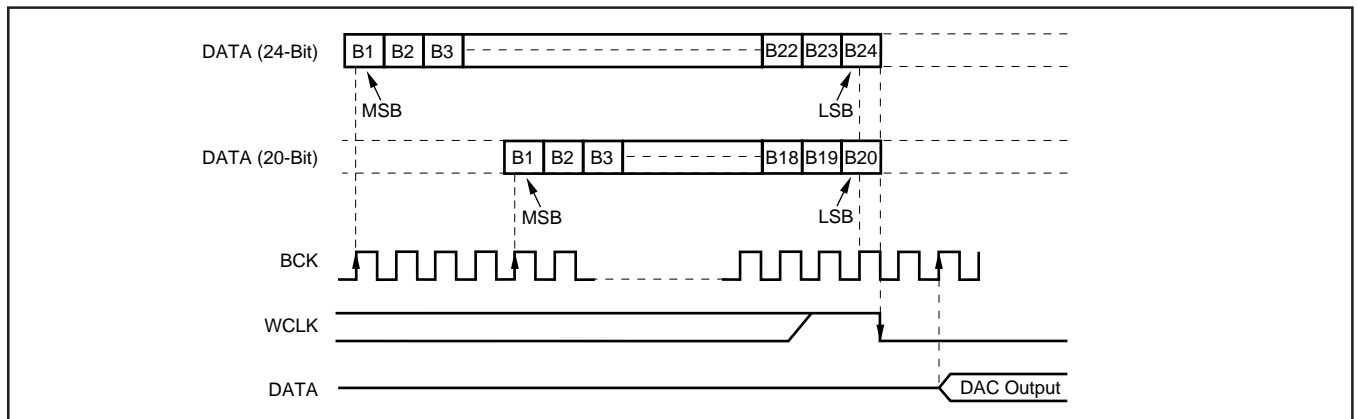 DATA (24-Bit) B1 B2 B3 B22 B23 B24
MSB LSB
DATA (20-Bit) B1 B2 B3 B18 B19 B20
MSB LSB
BCK
WCLK
DATA DAC Output